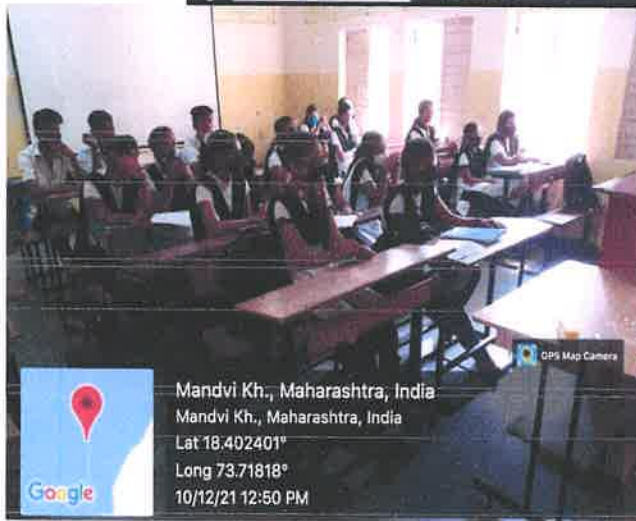 GPS Map Camera
Mandvi Kh., Maharashtra, India
Mandvi Kh., Maharashtra, India
Lat 18.402401°
Long 73.71818°
10/12/21 12:50 PM
Google